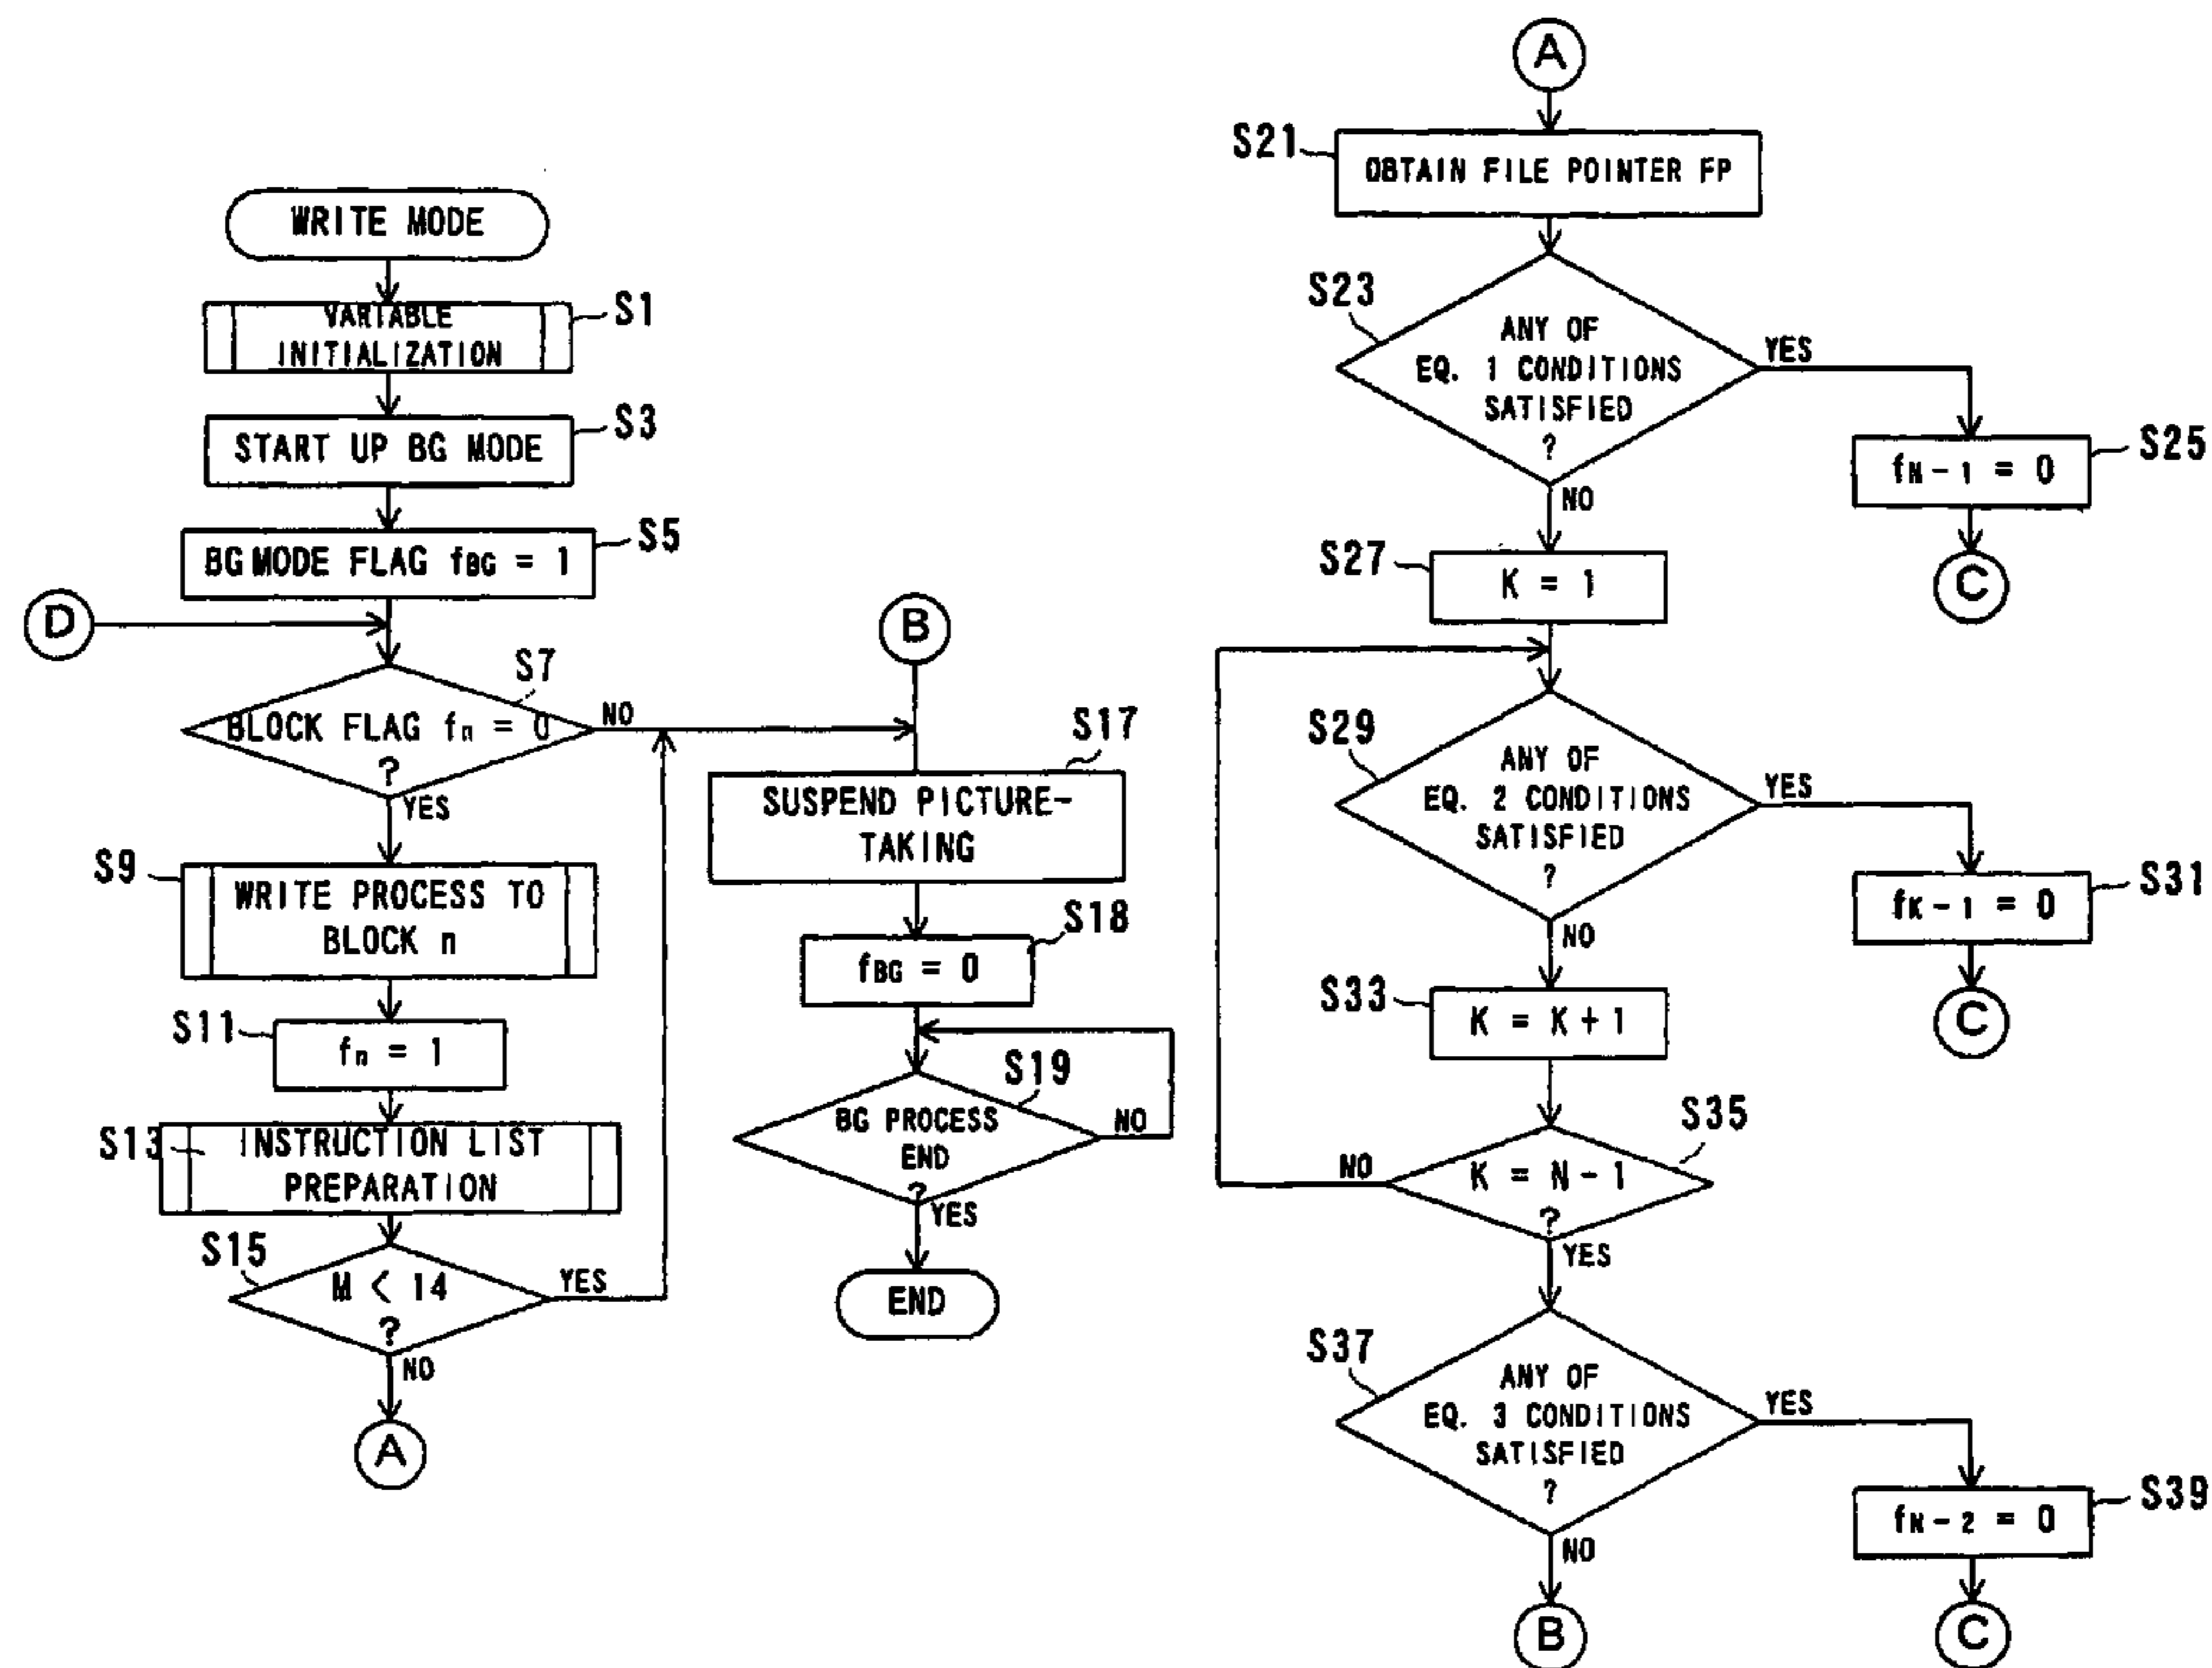 WRITE MODE
VARIABLE
INITIALIZATION
S1
START UP BG MODE
S3
BG MODE FLAG fBG = 1
S5
D
S7
BLOCK FLAG fn = 0
?
NO
YES
S9
WRITE PROCESS TO
BLOCK n
S11
fn = 1
S13
INSTRUCTION LIST
PREPARATION
S15
M < 14
?
YES
NO
A
B
S17
SUSPEND PICTURE-
TAKING
S18
fBG = 0
S19
BG PROCESS
END
?
NO
YES
END
A
S21
OBTAIN FILE POINTER FP
S23
ANY OF
EQ. 1 CONDITIONS
SATISFIED
?
YES
NO
S25
fN-1 = 0
C
S27
K = 1
S29
ANY OF
EQ. 2 CONDITIONS
SATISFIED
?
YES
NO
S31
fK-1 = 0
C
S33
K = K+1
S35
K = N-1
?
NO
YES
S37
ANY OF
EQ. 3 CONDITIONS
SATISFIED
?
YES
NO
S39
fN-2 = 0
C
B